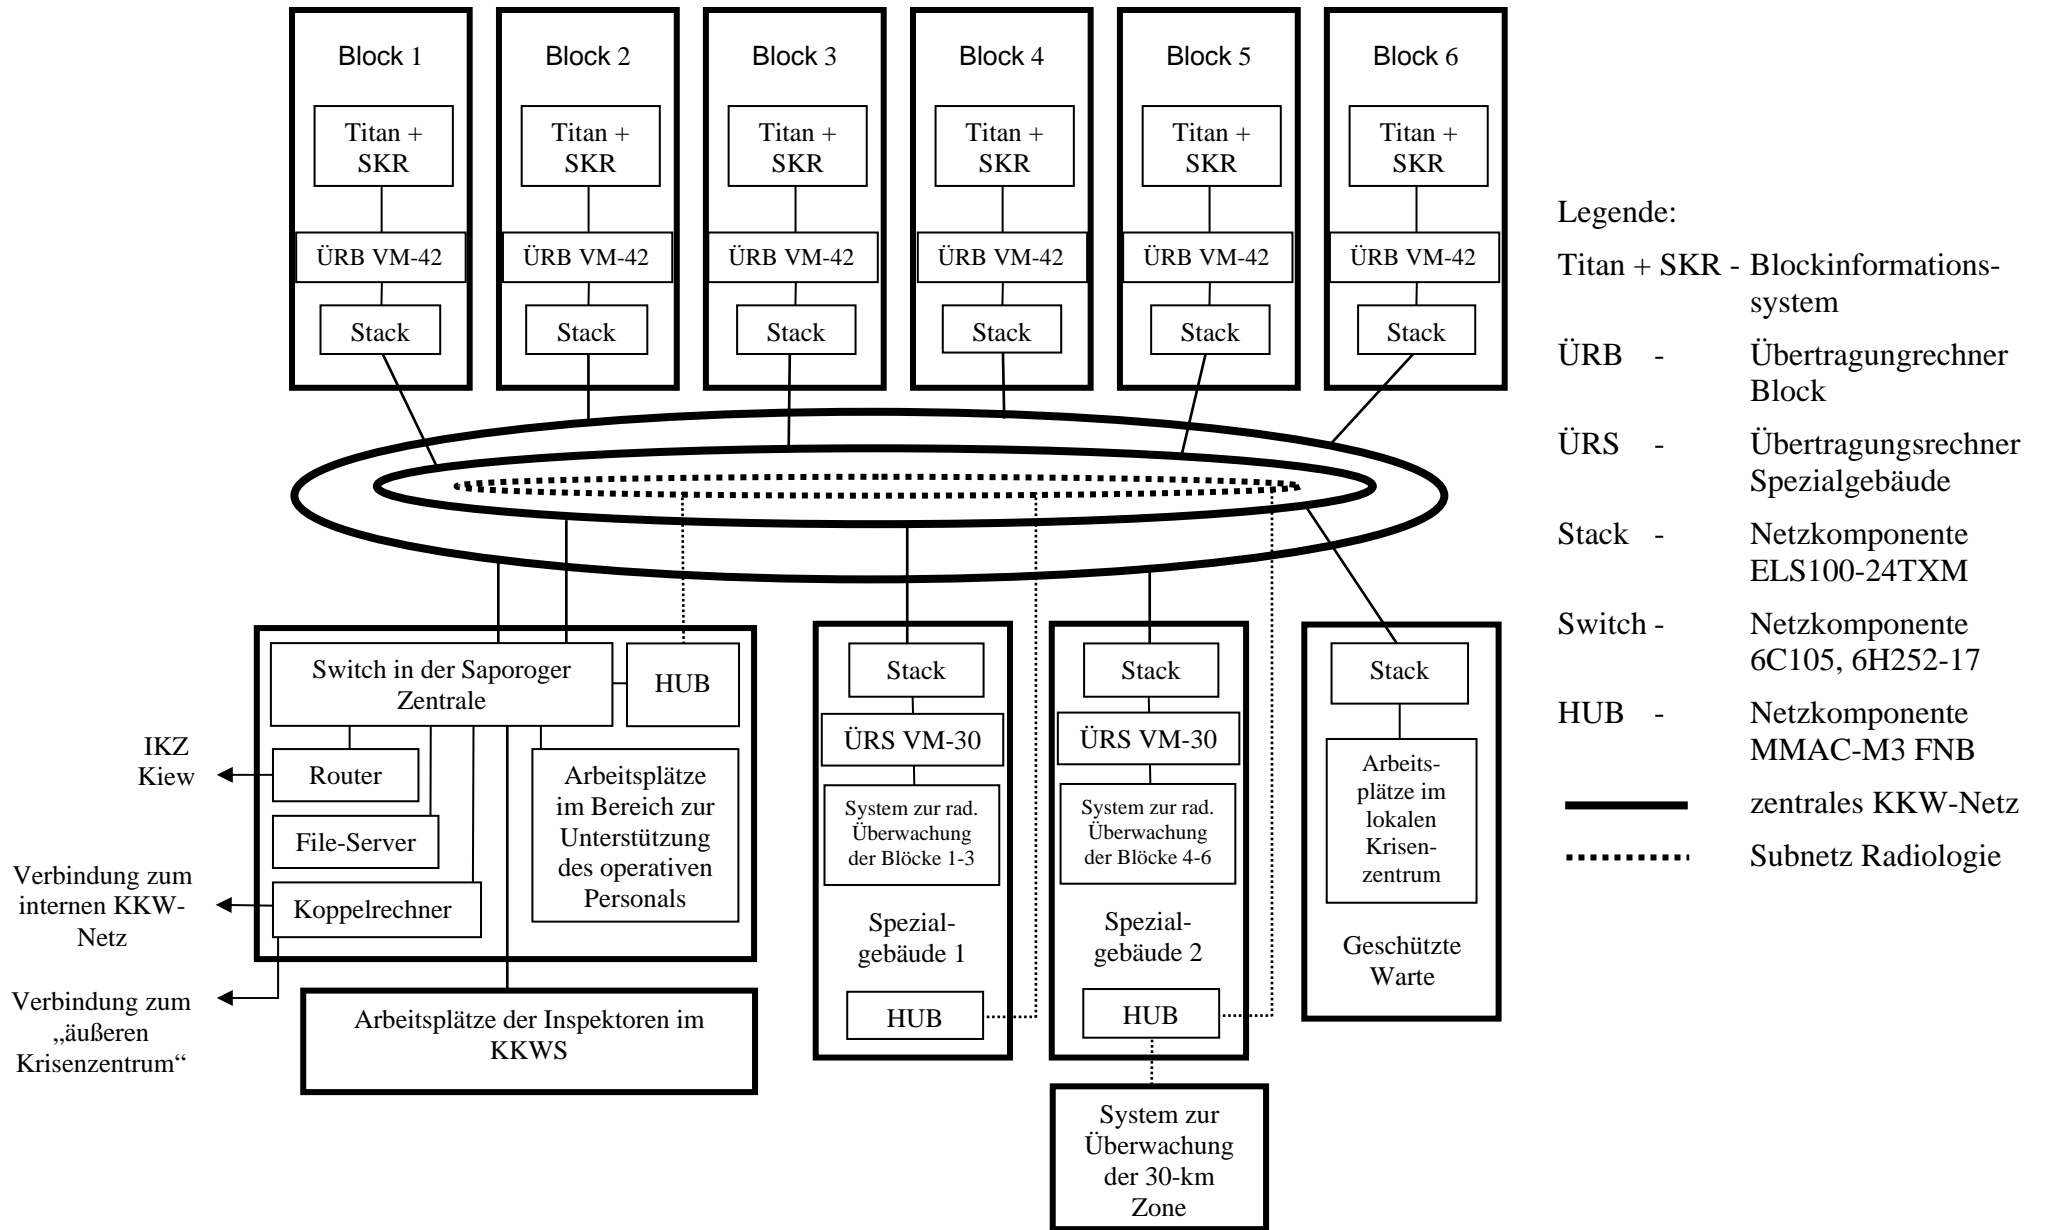 Block 1
Titan +
SKR
ÜRB VM-42
Stack
Block 2
Titan +
SKR
ÜRB VM-42
Stack
Block 3
Titan +
SKR
ÜRB VM-42
Stack
Block 4
Titan +
SKR
ÜRB VM-42
Stack
Block 5
Titan +
SKR
ÜRB VM-42
Stack
Block 6
Titan +
SKR
ÜRB VM-42
Stack
Switch in der Saporoger
Zentrale
HUB
Router
File-Server
Koppelrechner
Arbeitsplätze
im Bereich zur
Unterstützung
des operativen
Personals
IKZ
Kiew
Verbindung zum
internen KKW-
Netz
Verbindung zum
„äußeren
Krisenzentrum“
Arbeitsplätze der Inspektoren im
KKWS
Stack
ÜRS VM-30
System zur rad.
Überwachung
der Blöcke 1-3
Spezial-
gebäude 1
HUB
Stack
ÜRS VM-30
System zur rad.
Überwachung
der Blöcke 4-6
Spezial-
gebäude 2
HUB
System zur
Überwachung
der 30-km
Zone
Stack
Arbeits-
plätze im
lokalen
Krisen-
zentrum
Geschützte
Warte
Legende:
Titan + SKR - Blockinformations-
system
ÜRB - Übertragungrechner
Block
ÜRS - Übertragungsrechner
Spezialgebäude
Stack - Netzkomponente
ELS100-24TXM
Switch - Netzkomponente
6C105, 6H252-17
HUB - Netzkomponente
MMAC-M3 FNB
zentrales KKW-Netz
Subnetz Radiologie